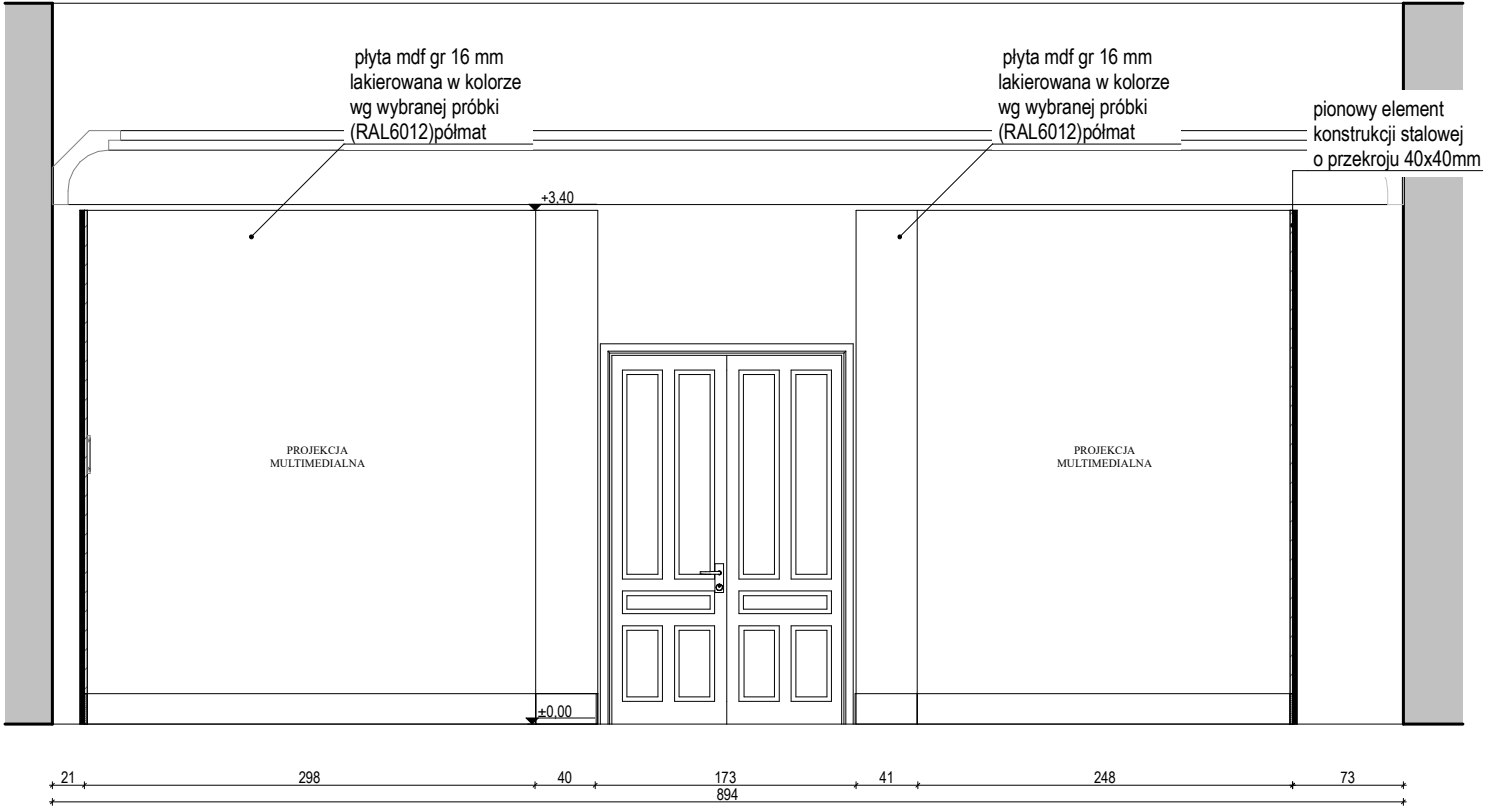 płyta mdf gr 16 mm
lakierowana w kolorze
wg wybranej próbki
(RAL6012)półmat
płyta mdf gr 16 mm
lakierowana w kolorze
wg wybranej próbki
(RAL6012)półmat
pionowy element
konstrukcji stalowej
o przekroju 40x40mm
+3,40
PROJEKCJA
MULTIMEDIALNA
PROJEKCJA
MULTIMEDIALNA
±0,00
21 298 40 173 41 248 73
894